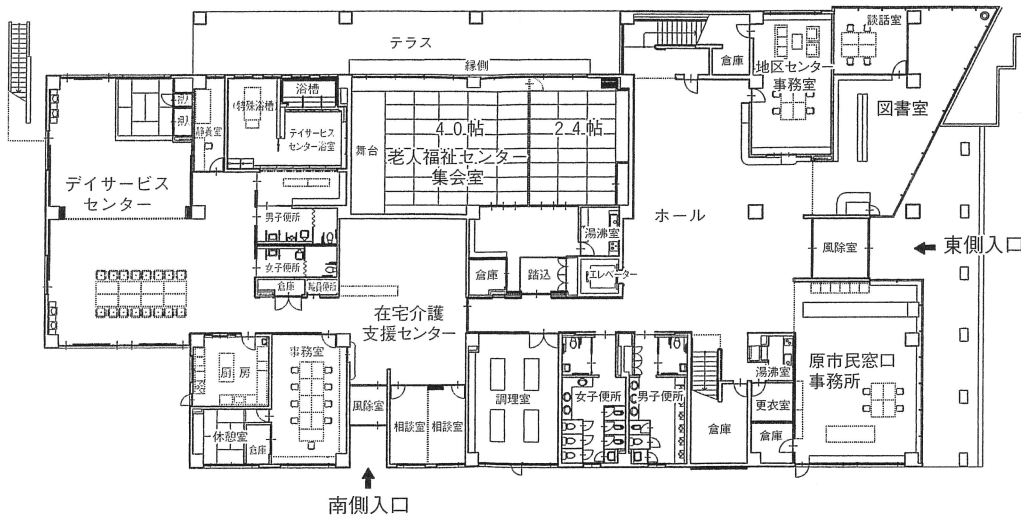 テラス
縁側
倉庫
地区センター
事務室
談話室
図書室
浴槽
(特殊浴槽)
デイサービス
センター浴室
静養室
舞台
40帖
24帖
老人福祉センター
集会室
デイサービス
センター
ホール
男子便所
女子便所
倉庫
職員便所
湯沸室
倉庫
踏込
エレベーター
風除室
東側入口
在宅介護
支援センター
厨房
事務室
休憩室
倉庫
風除室
相談室
相談室
調理室
女子便所
男子便所
倉庫
湯沸室
更衣室
倉庫
原市民窓口
事務所
南側入口